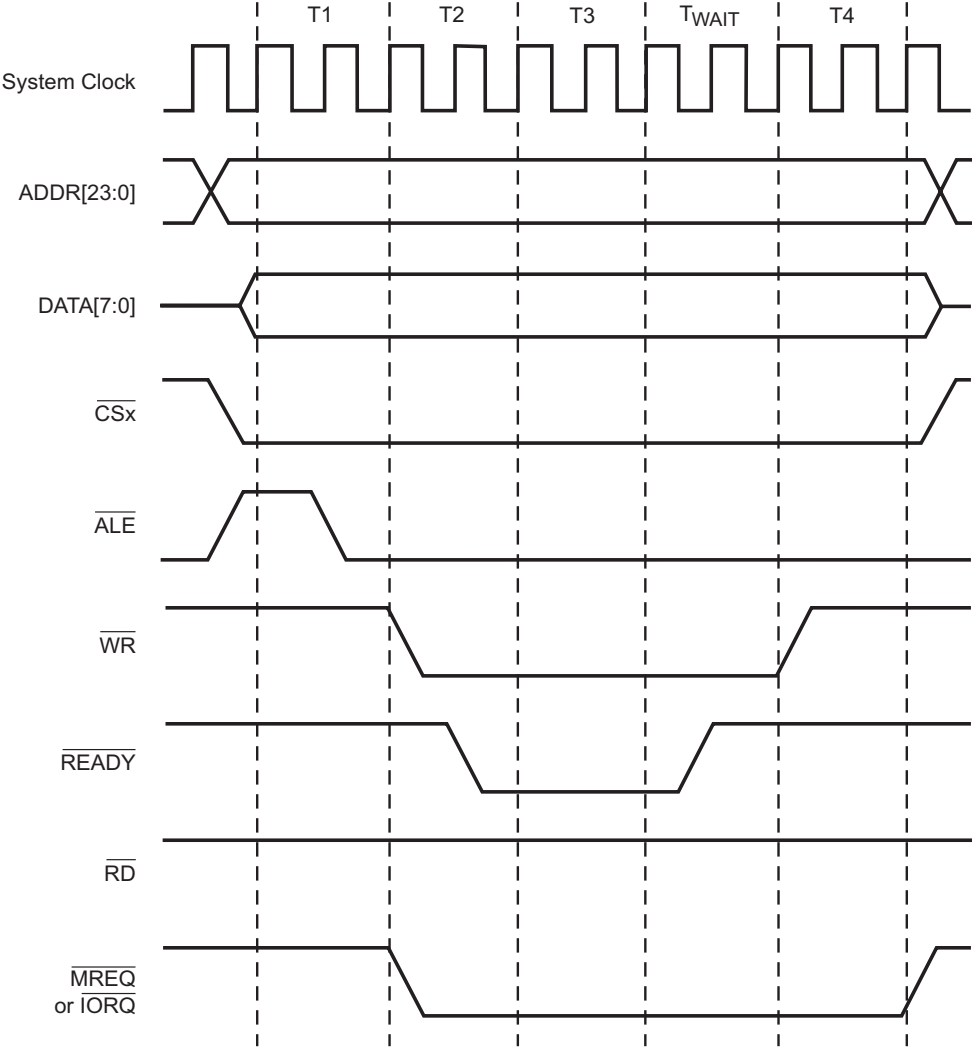 T1 T2 T3 TWAIT T4
System Clock
ADDR[23:0]
DATA[7:0]
CSx
ALE
WR
READY
RD
MREQ
or IORQ